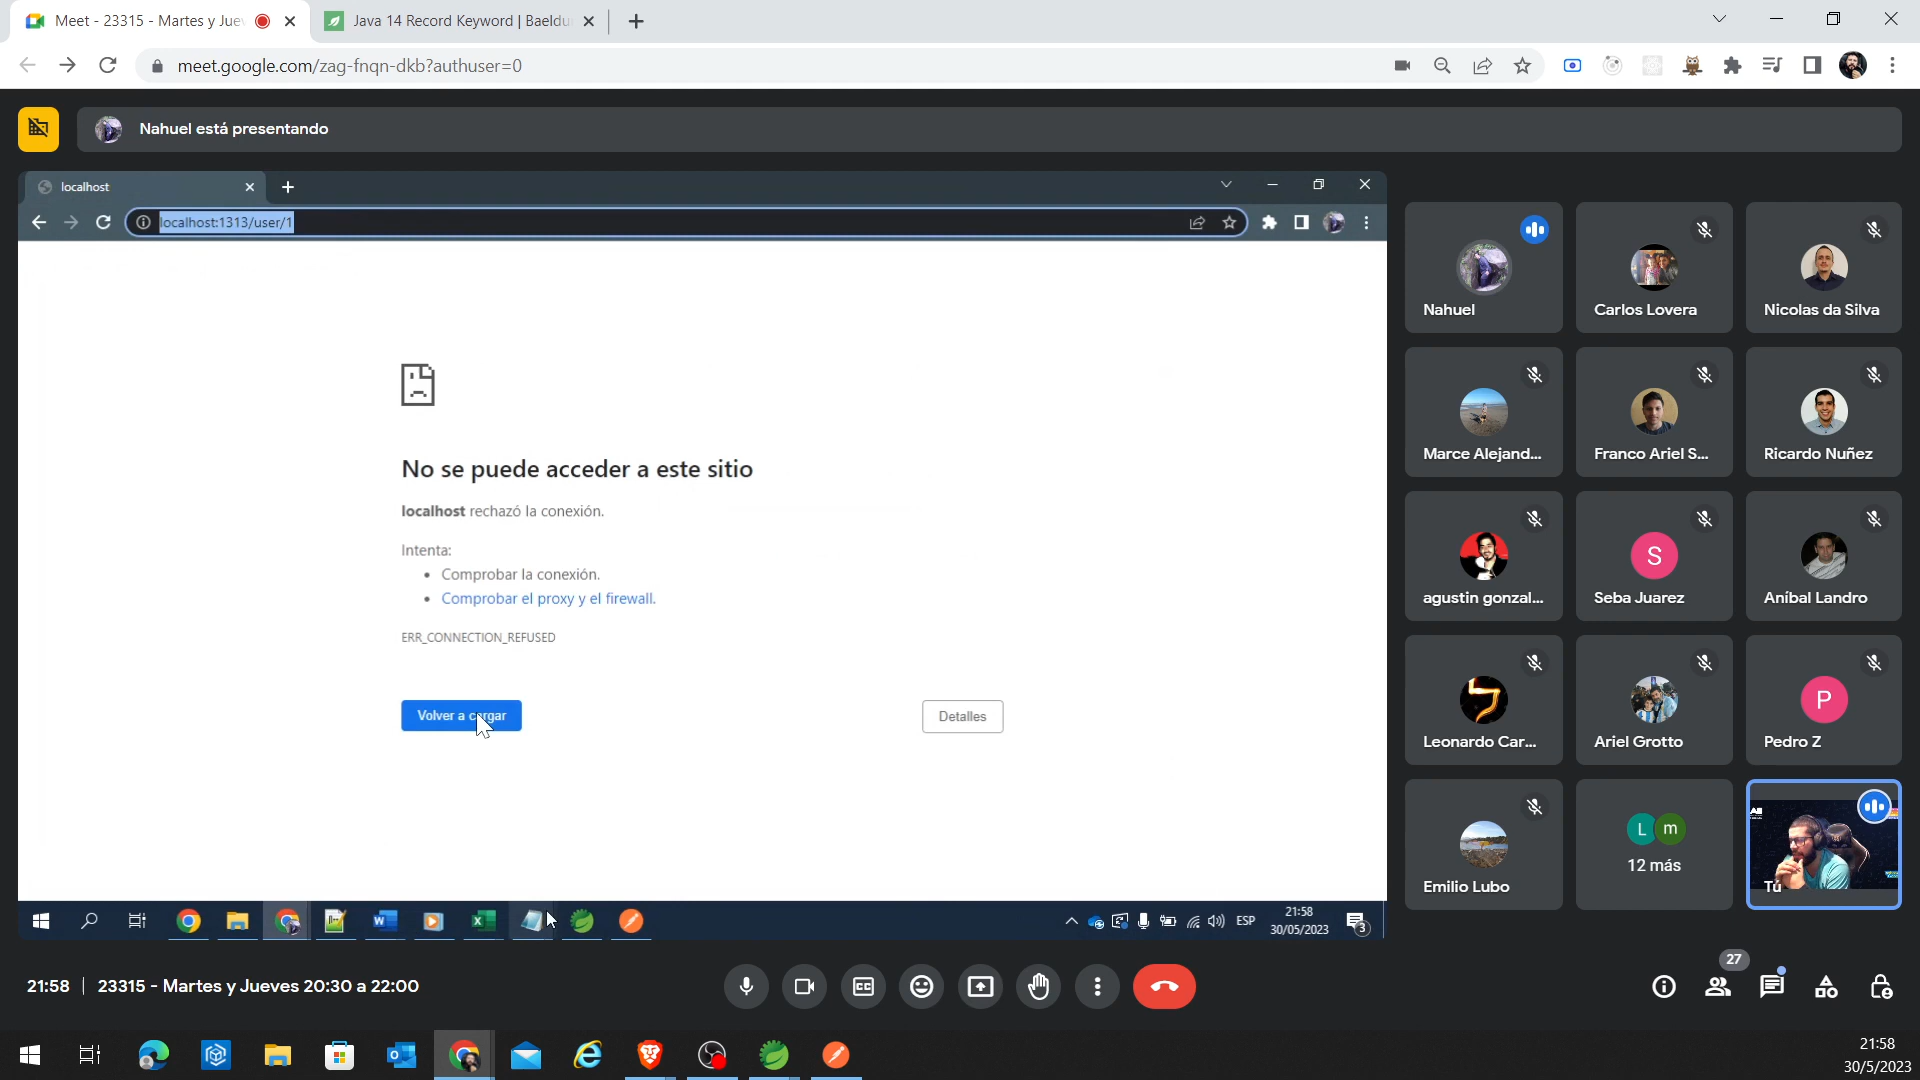 Meet - 23315 - Martes y Juev
Java 14 Record Keyword | Baeldu
meet.google.com/zag-fnqn-dkb?authuser=0
Nahuel está presentando
localhost
localhost:1313/user/1
No se puede acceder a este sitio
localhost rechazó la conexión.
Intenta:
• Comprobar la conexión.
• Comprobar el proxy y el firewall.
ERR_CONNECTION_REFUSED
Volver a cargar
Detalles
Nahuel
Carlos Lovera
Nicolas da Silva
Marce Alejand...
Franco Ariel S...
Ricardo Nuñez
agustin gonzal...
S
Seba Juarez
Aníbal Landro
Leonardo Car...
Ariel Grotto
P
Pedro Z
Emilio Lubo
L m
12 más
Tú
ESP
21:58
30/05/2023
3
21:58 | 23315 - Martes y Jueves 20:30 a 22:00
27
21:58
30/5/2023